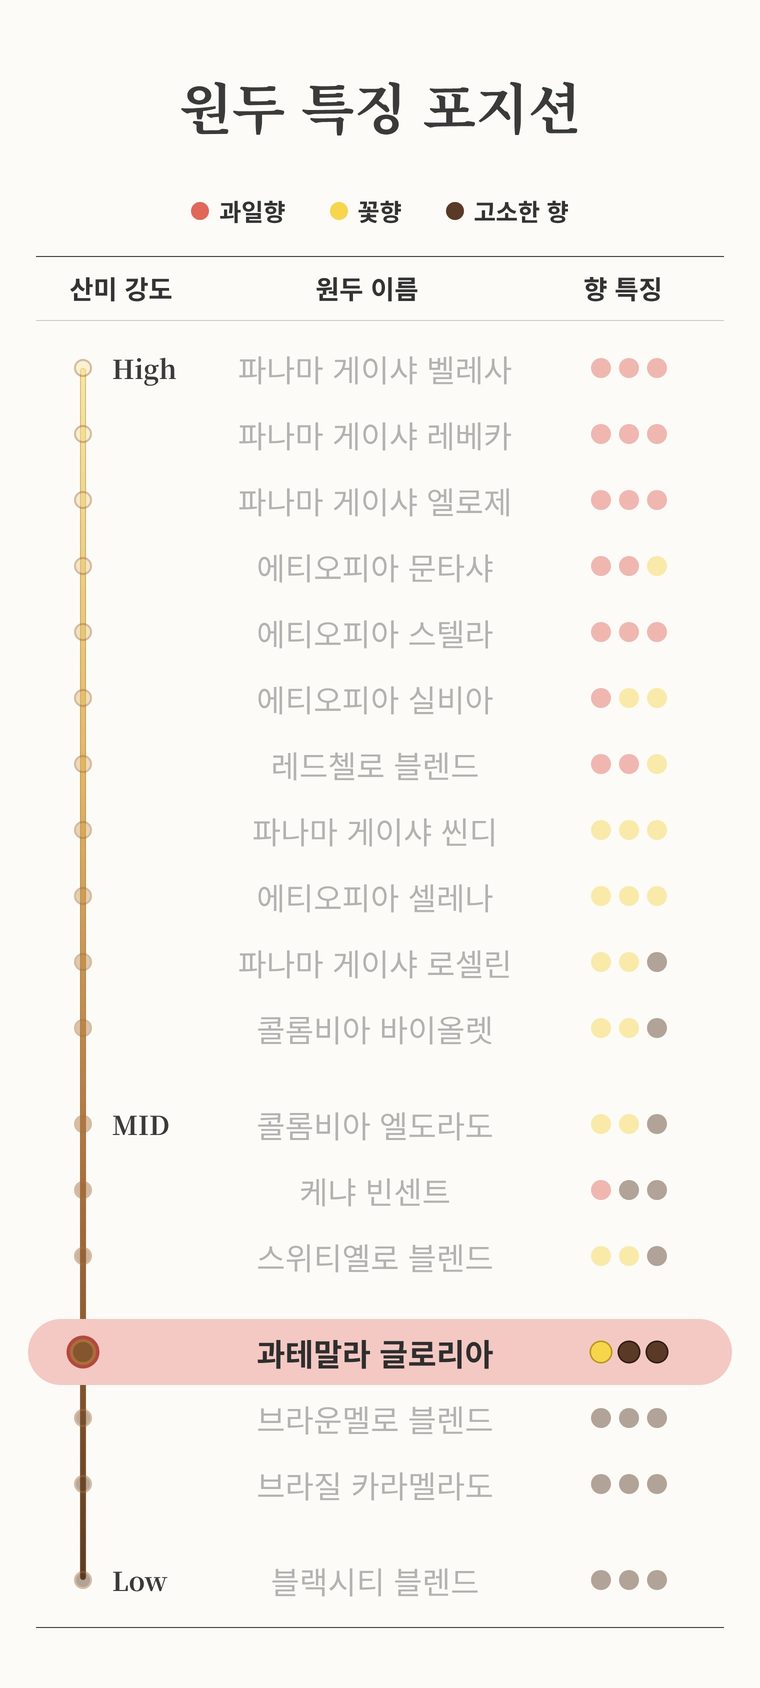 원두 특징 포지션
과일향 꽃향 고소한 향
산미 강도 원두 이름 향 특징
High 파나마 게이샤 벨레사
파나마 게이샤 레베카
파나마 게이샤 엘로제
에티오피아 문타샤
에티오피아 스텔라
에티오피아 실비아
레드첼로 블렌드
파나마 게이샤 씬디
에티오피아 셀레나
파나마 게이샤 로셀린
콜롬비아 바이올렛
MID 콜롬비아 엘도라도
케냐 빈센트
스위티옐로 블렌드
과테말라 글로리아
브라운멜로 블렌드
브라질 카라멜라도
Low 블랙시티 블렌드